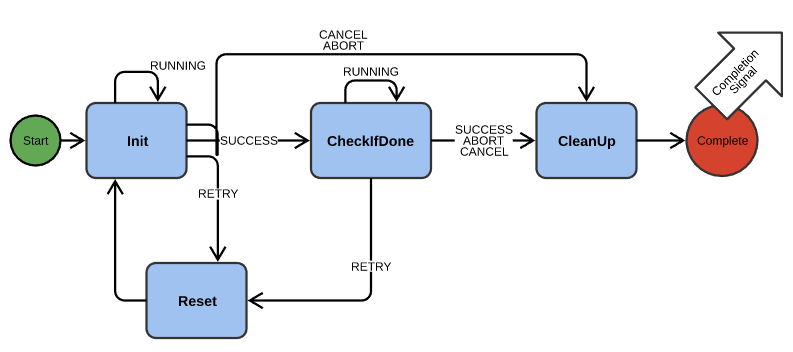 CANCEL
ABORT
RUNNING
RUNNING
Completion
Signal
Start
Init
SUCCESS
CheckIfDone
SUCCESS
ABORT
CANCEL
CleanUp
Complete
RETRY
RETRY
Reset